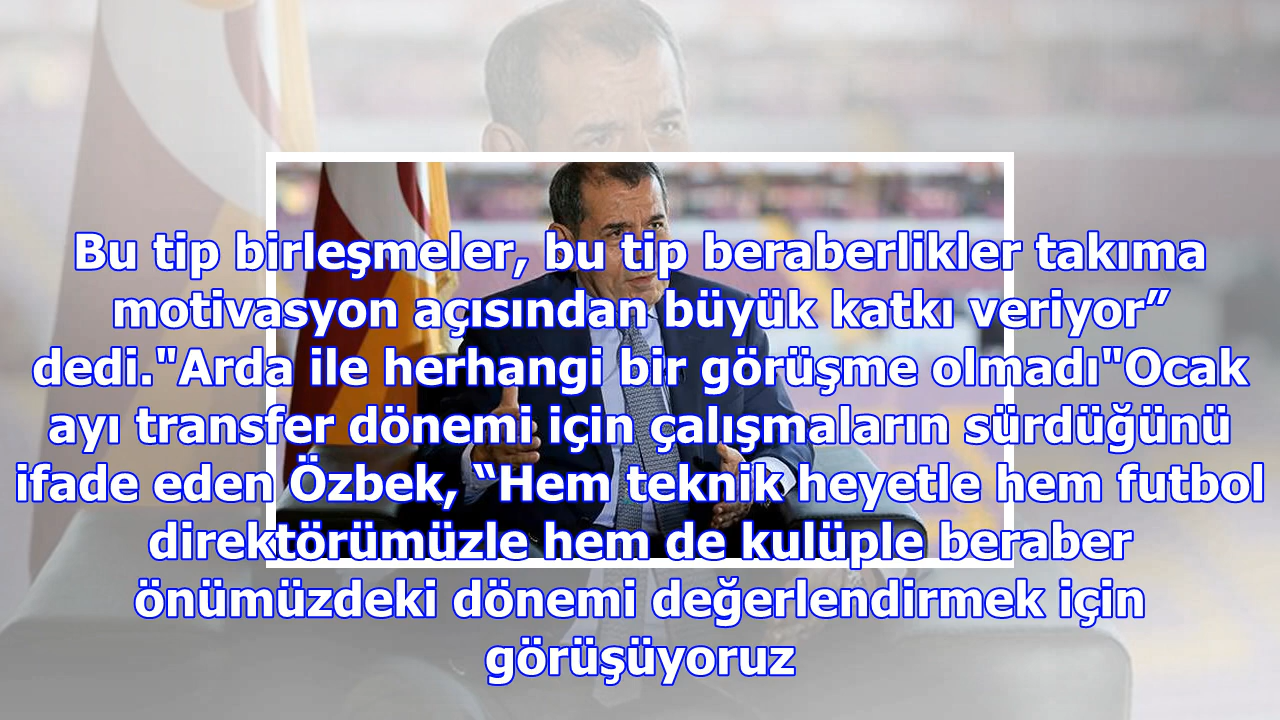 Bu tip birleşmeler, bu tip beraberlikler takıma
motivasyon açısından büyük katkı veriyor”
dedi."Arda ile herhangi bir görüşme olmadı"Ocak
ayı transfer dönemi için çalışmaların sürdüğünü
ifade eden Özbek, “Hem teknik heyetle hem futbol
direktörümüzle hem de kulüple beraber
önümüzdeki dönemi değerlendirmek için
görüşüyoruz